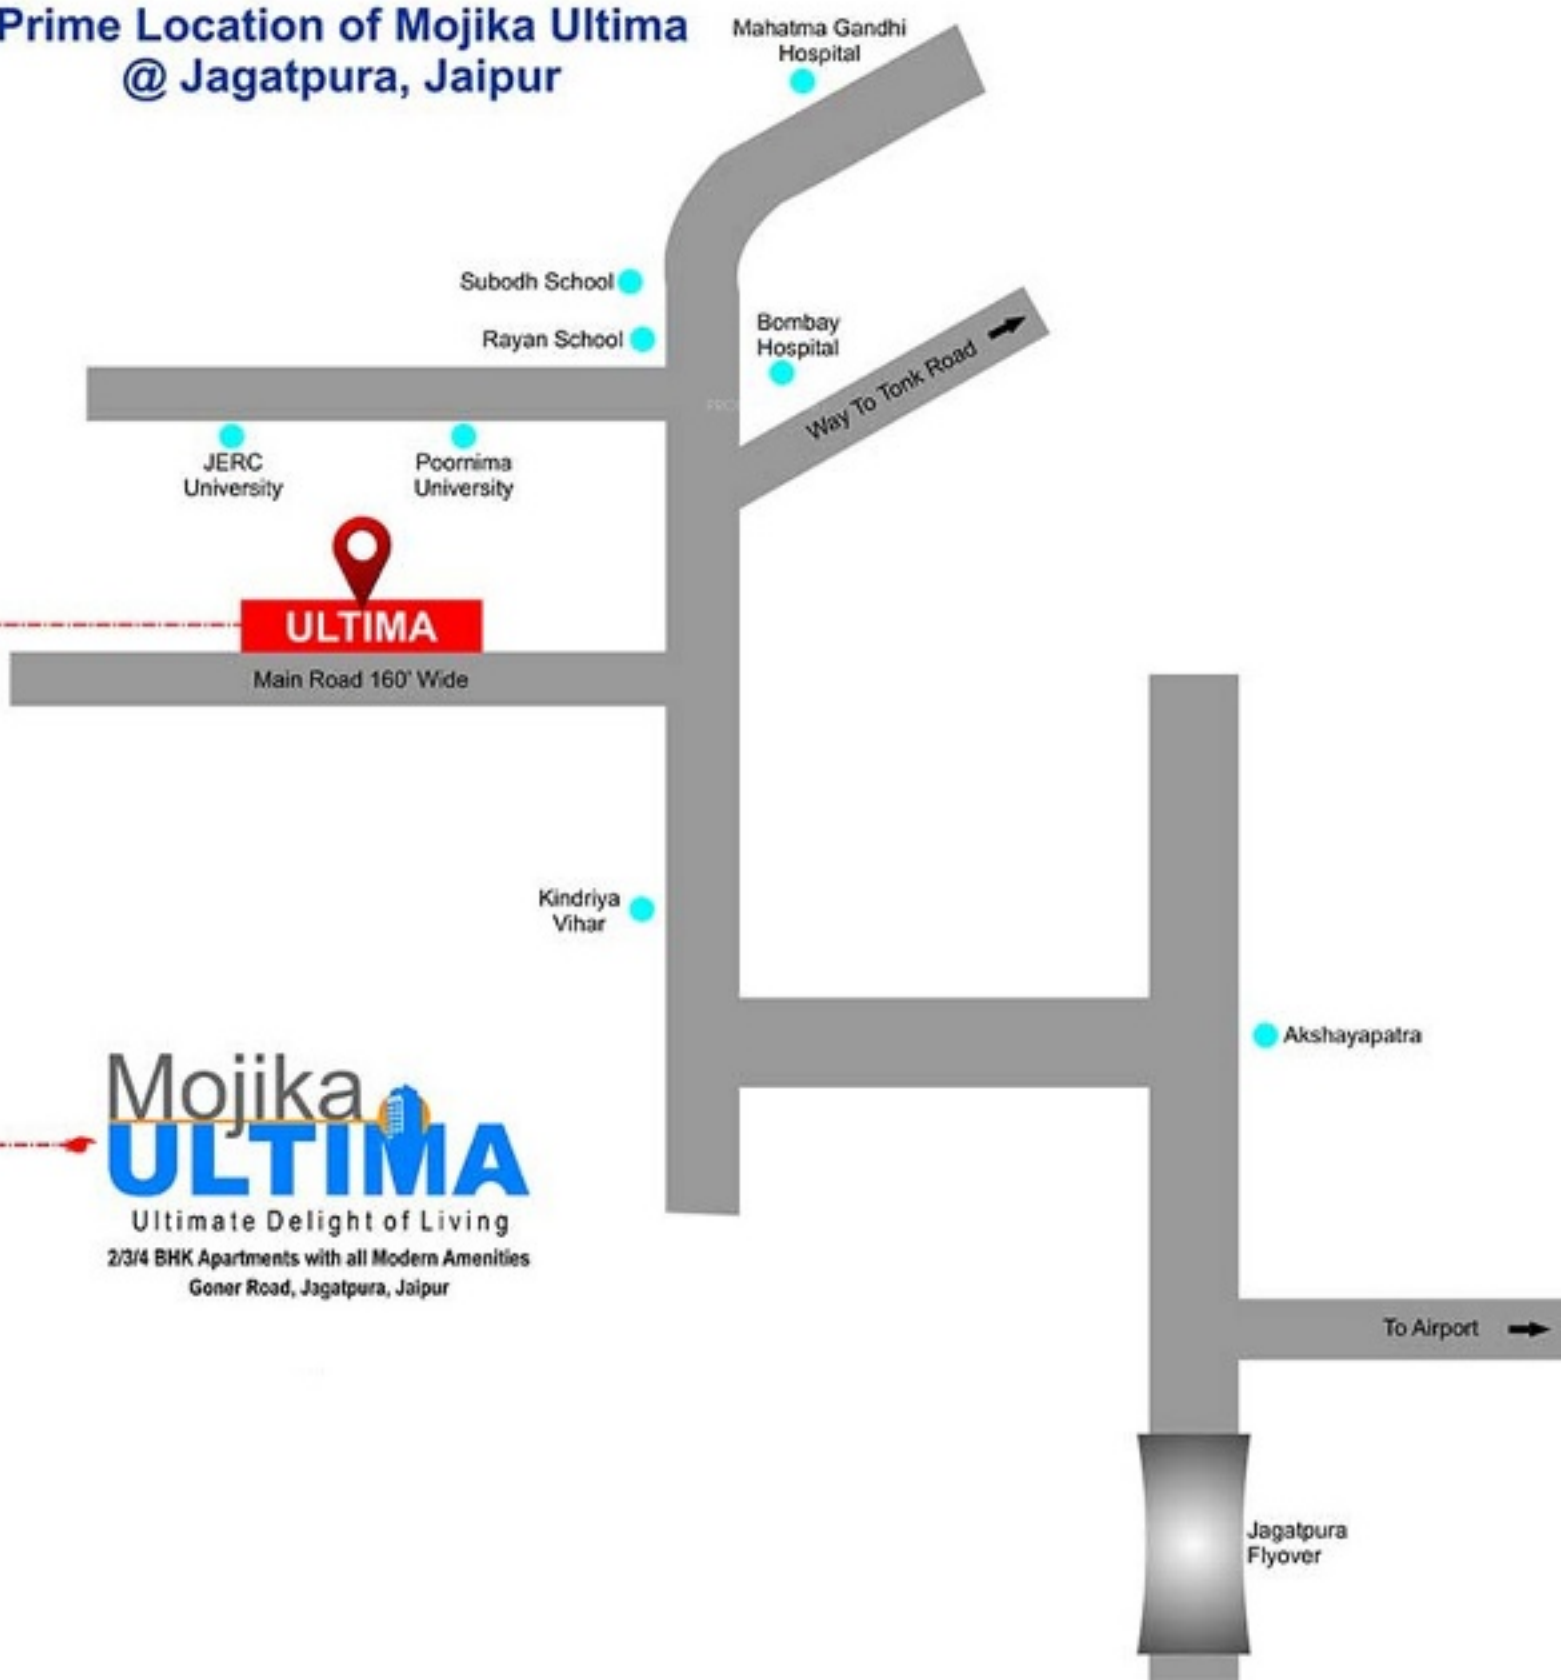 Prime Location of Mojika Ultima
@ Jagatpura, Jaipur
Mahatma Gandhi
Hospital
Subodh School
Rayan School
Bombay
Hospital
Way To Tonk Road
JERC
University
Poornima
University
ULTIMA
Main Road 160' Wide
Kindriya
Vihar
Akshayapatra
Mojika
ULTIMA
Ultimate Delight of Living
2/3/4 BHK Apartments with all Modern Amenities
Goner Road, Jagatpura, Jaipur
To Airport
Jagatpura
Flyover